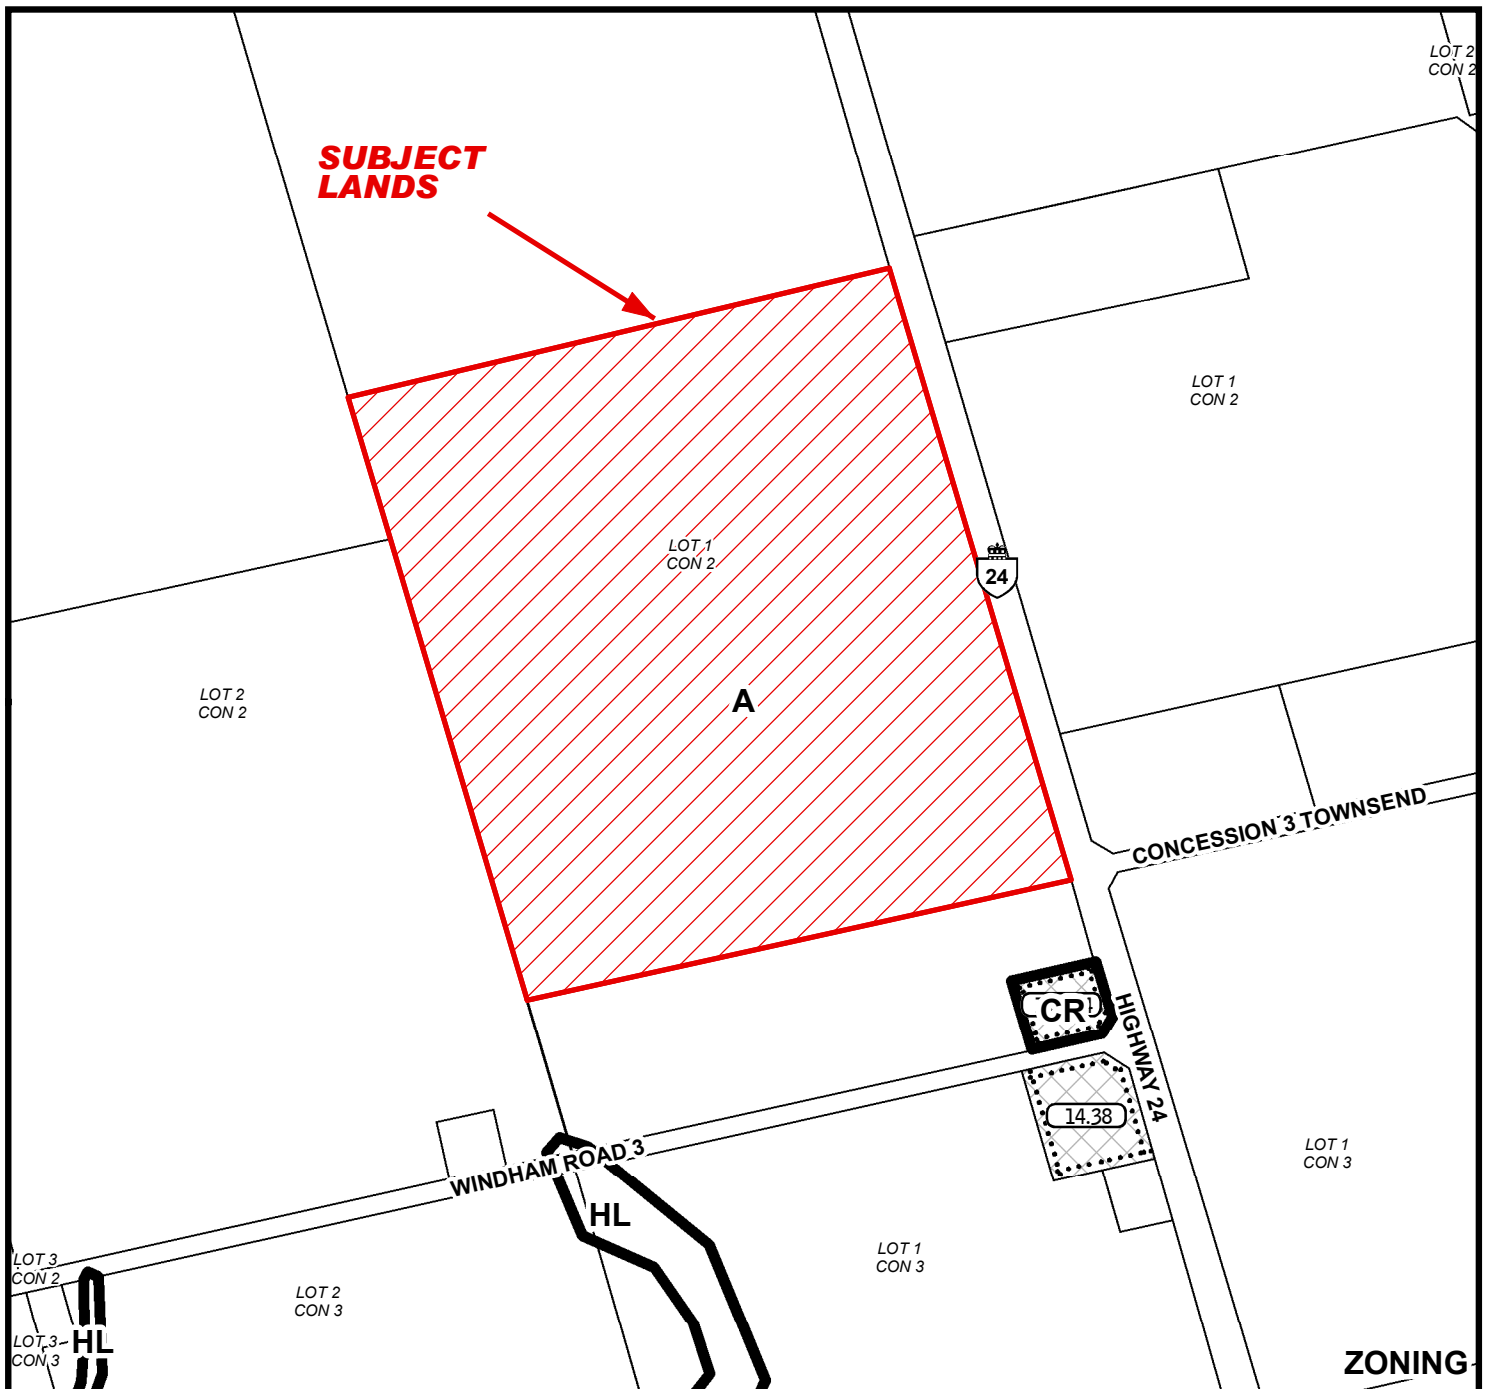 LOT 2
CON 2
SUBJECT
LANDS
LOT 1
CON 2
LOT 1
CON 2
24
LOT 2
CON 2
A
CONCESSION 3 TOWNSEND
CR
HIGHWAY 24
14.38
WINDHAM ROAD 3
LOT 1
CON 3
HL
LOT 1
CON 3
LOT 3
CON 2
LOT 2
CON 3
LOT 3
CON 3
HL
ZONING